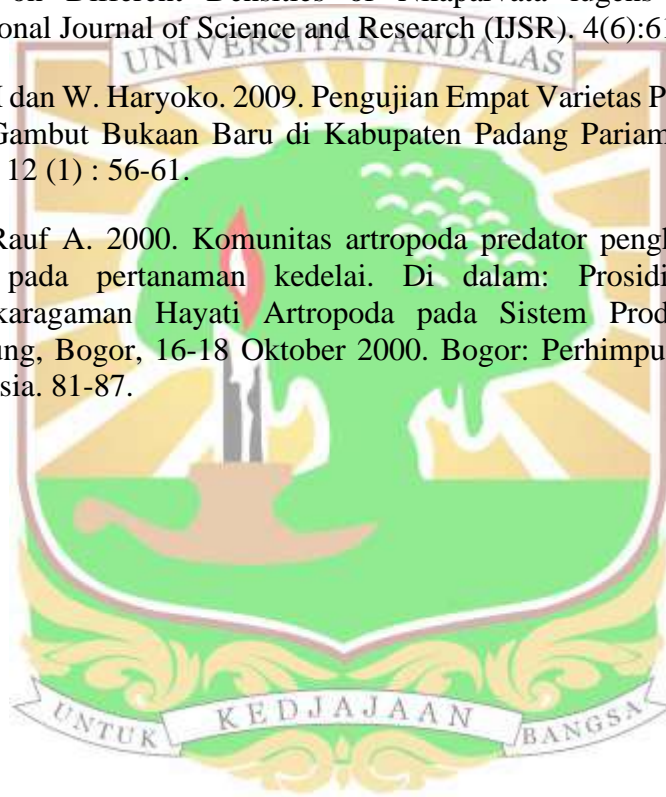 on Different Densities of Nilaparvata lugens
onal Journal of Science and Research (IJSR). 4(6):61
UNIVERSITAS ANDALAS
dan W. Haryoko. 2009. Pengujian Empat Varietas P
Gambut Bukaan Baru di Kabupaten Padang Pariam
12 (1) : 56-61.
Rauf A. 2000. Komunitas artropoda predator pengh
pada pertanaman kedelai. Di dalam: Prosidi
karagaman Hayati Artropoda pada Sistem Prod
ung, Bogor, 16-18 Oktober 2000. Bogor: Perhimpu
sia. 81-87.
UNTUK KEDJAJAAN BANGSA